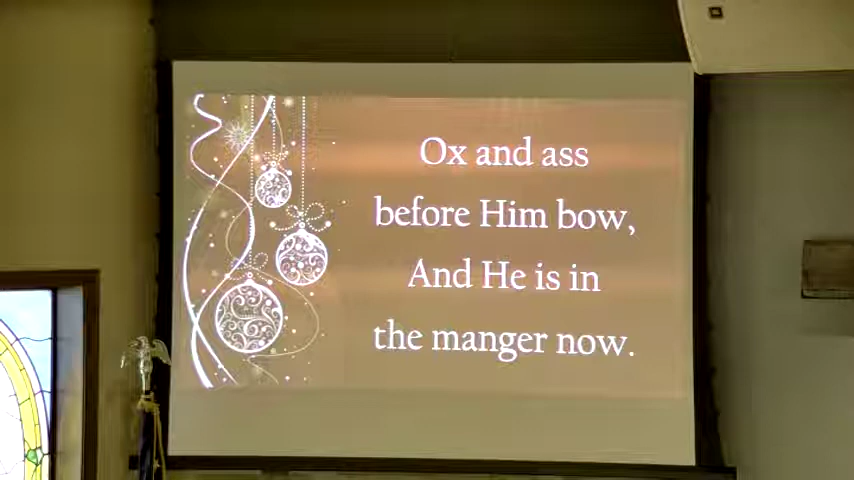 Ox and ass
before Him bow,
And He is in
the manger now.